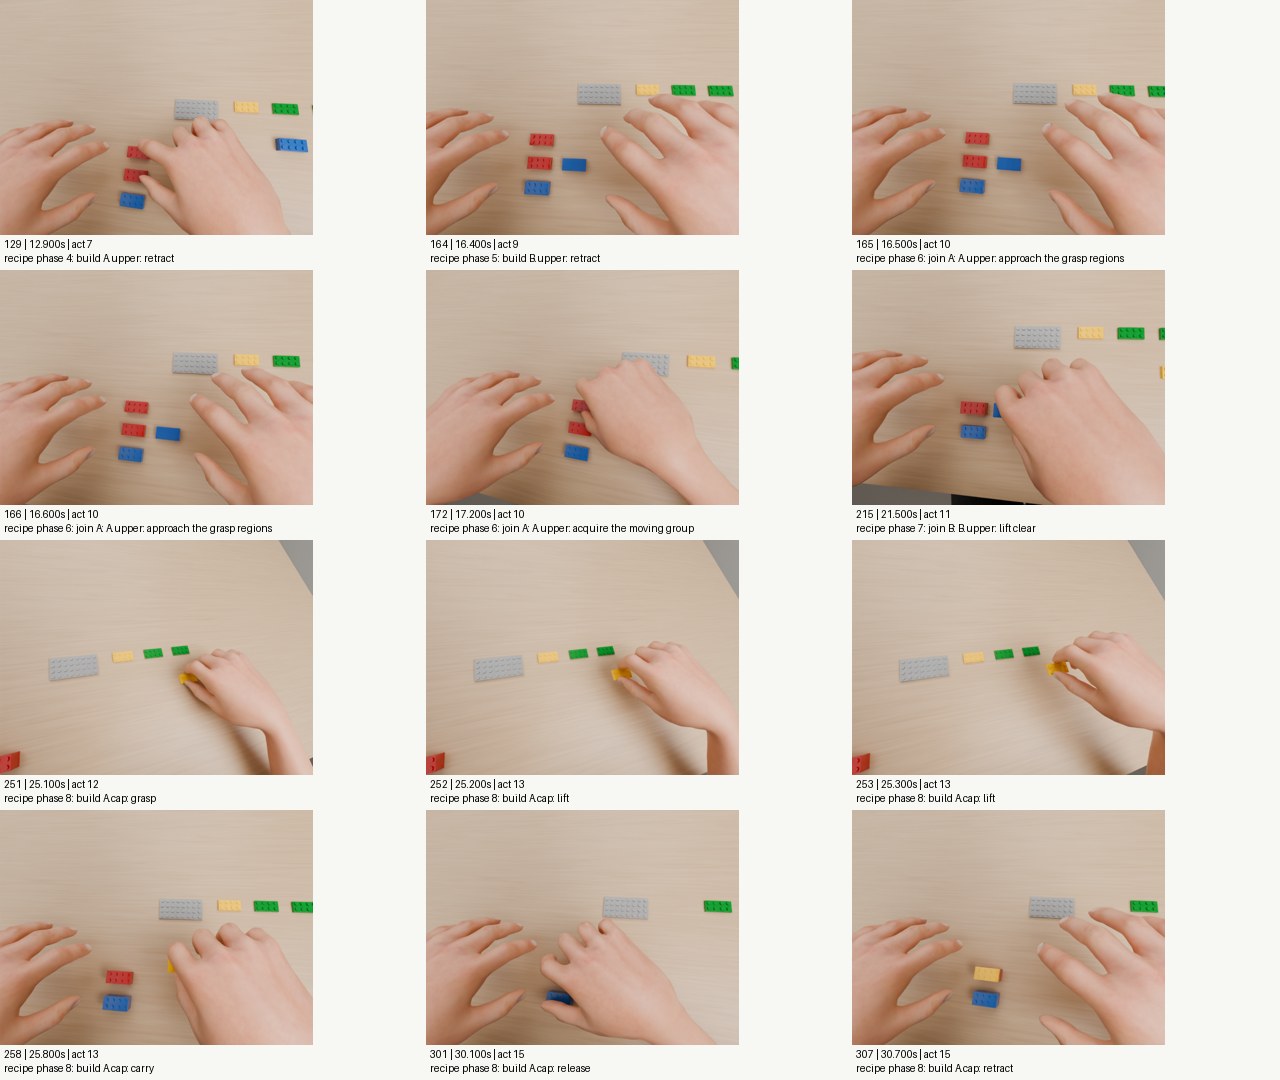 129 | 12.900s | act 7
recipe phase 4: build A upper: retract
164 | 16.400s | act 9
recipe phase 5: build B upper: retract
165 | 16.500s | act 10
recipe phase 6: join A: A upper: approach the grasp regions
166 | 16.600s | act 10
recipe phase 6: join A: A upper: approach the grasp regions
172 | 17.200s | act 10
recipe phase 6: join A: A upper: acquire the moving group
215 | 21.500s | act 11
recipe phase 7: join B: B upper: lift clear
251 | 25.100s | act 12
recipe phase 8: build A cap: grasp
252 | 25.200s | act 13
recipe phase 8: build A cap: lift
253 | 25.300s | act 13
recipe phase 8: build A cap: lift
258 | 25.800s | act 13
recipe phase 8: build A cap: carry
301 | 30.100s | act 15
recipe phase 8: build A cap: release
307 | 30.700s | act 15
recipe phase 8: build A cap: retract